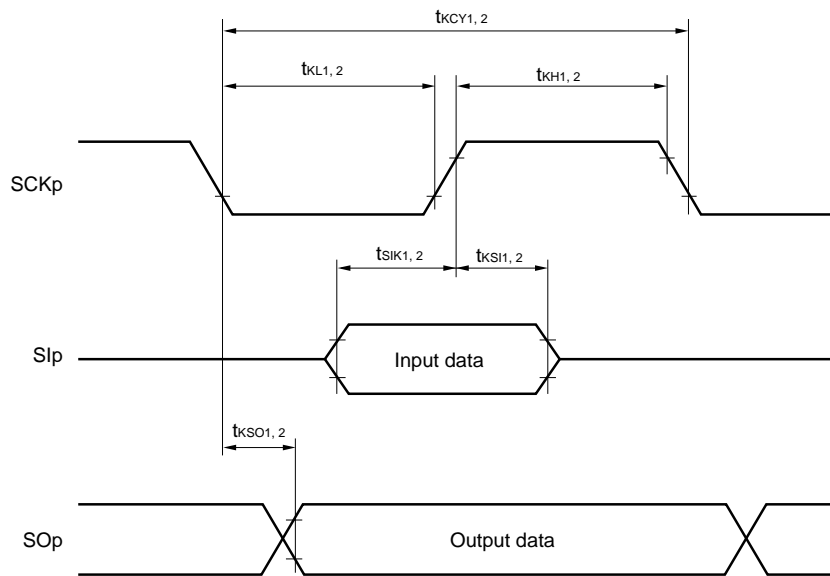 tKCY1, 2
tKL1, 2
tKH1, 2
SCKp
tSIK1, 2
tKSI1, 2
SIp
Input data
tKSO1, 2
SOp
Output data